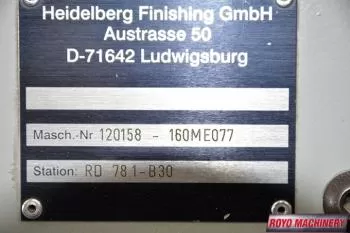 Heidelberg Finishing GmbH
Austrasse 50
D-71642 Ludwigsburg
Masch.-Nr 120158 - 160ME077
Station: RD 781-B30
ROYO MACHINERY